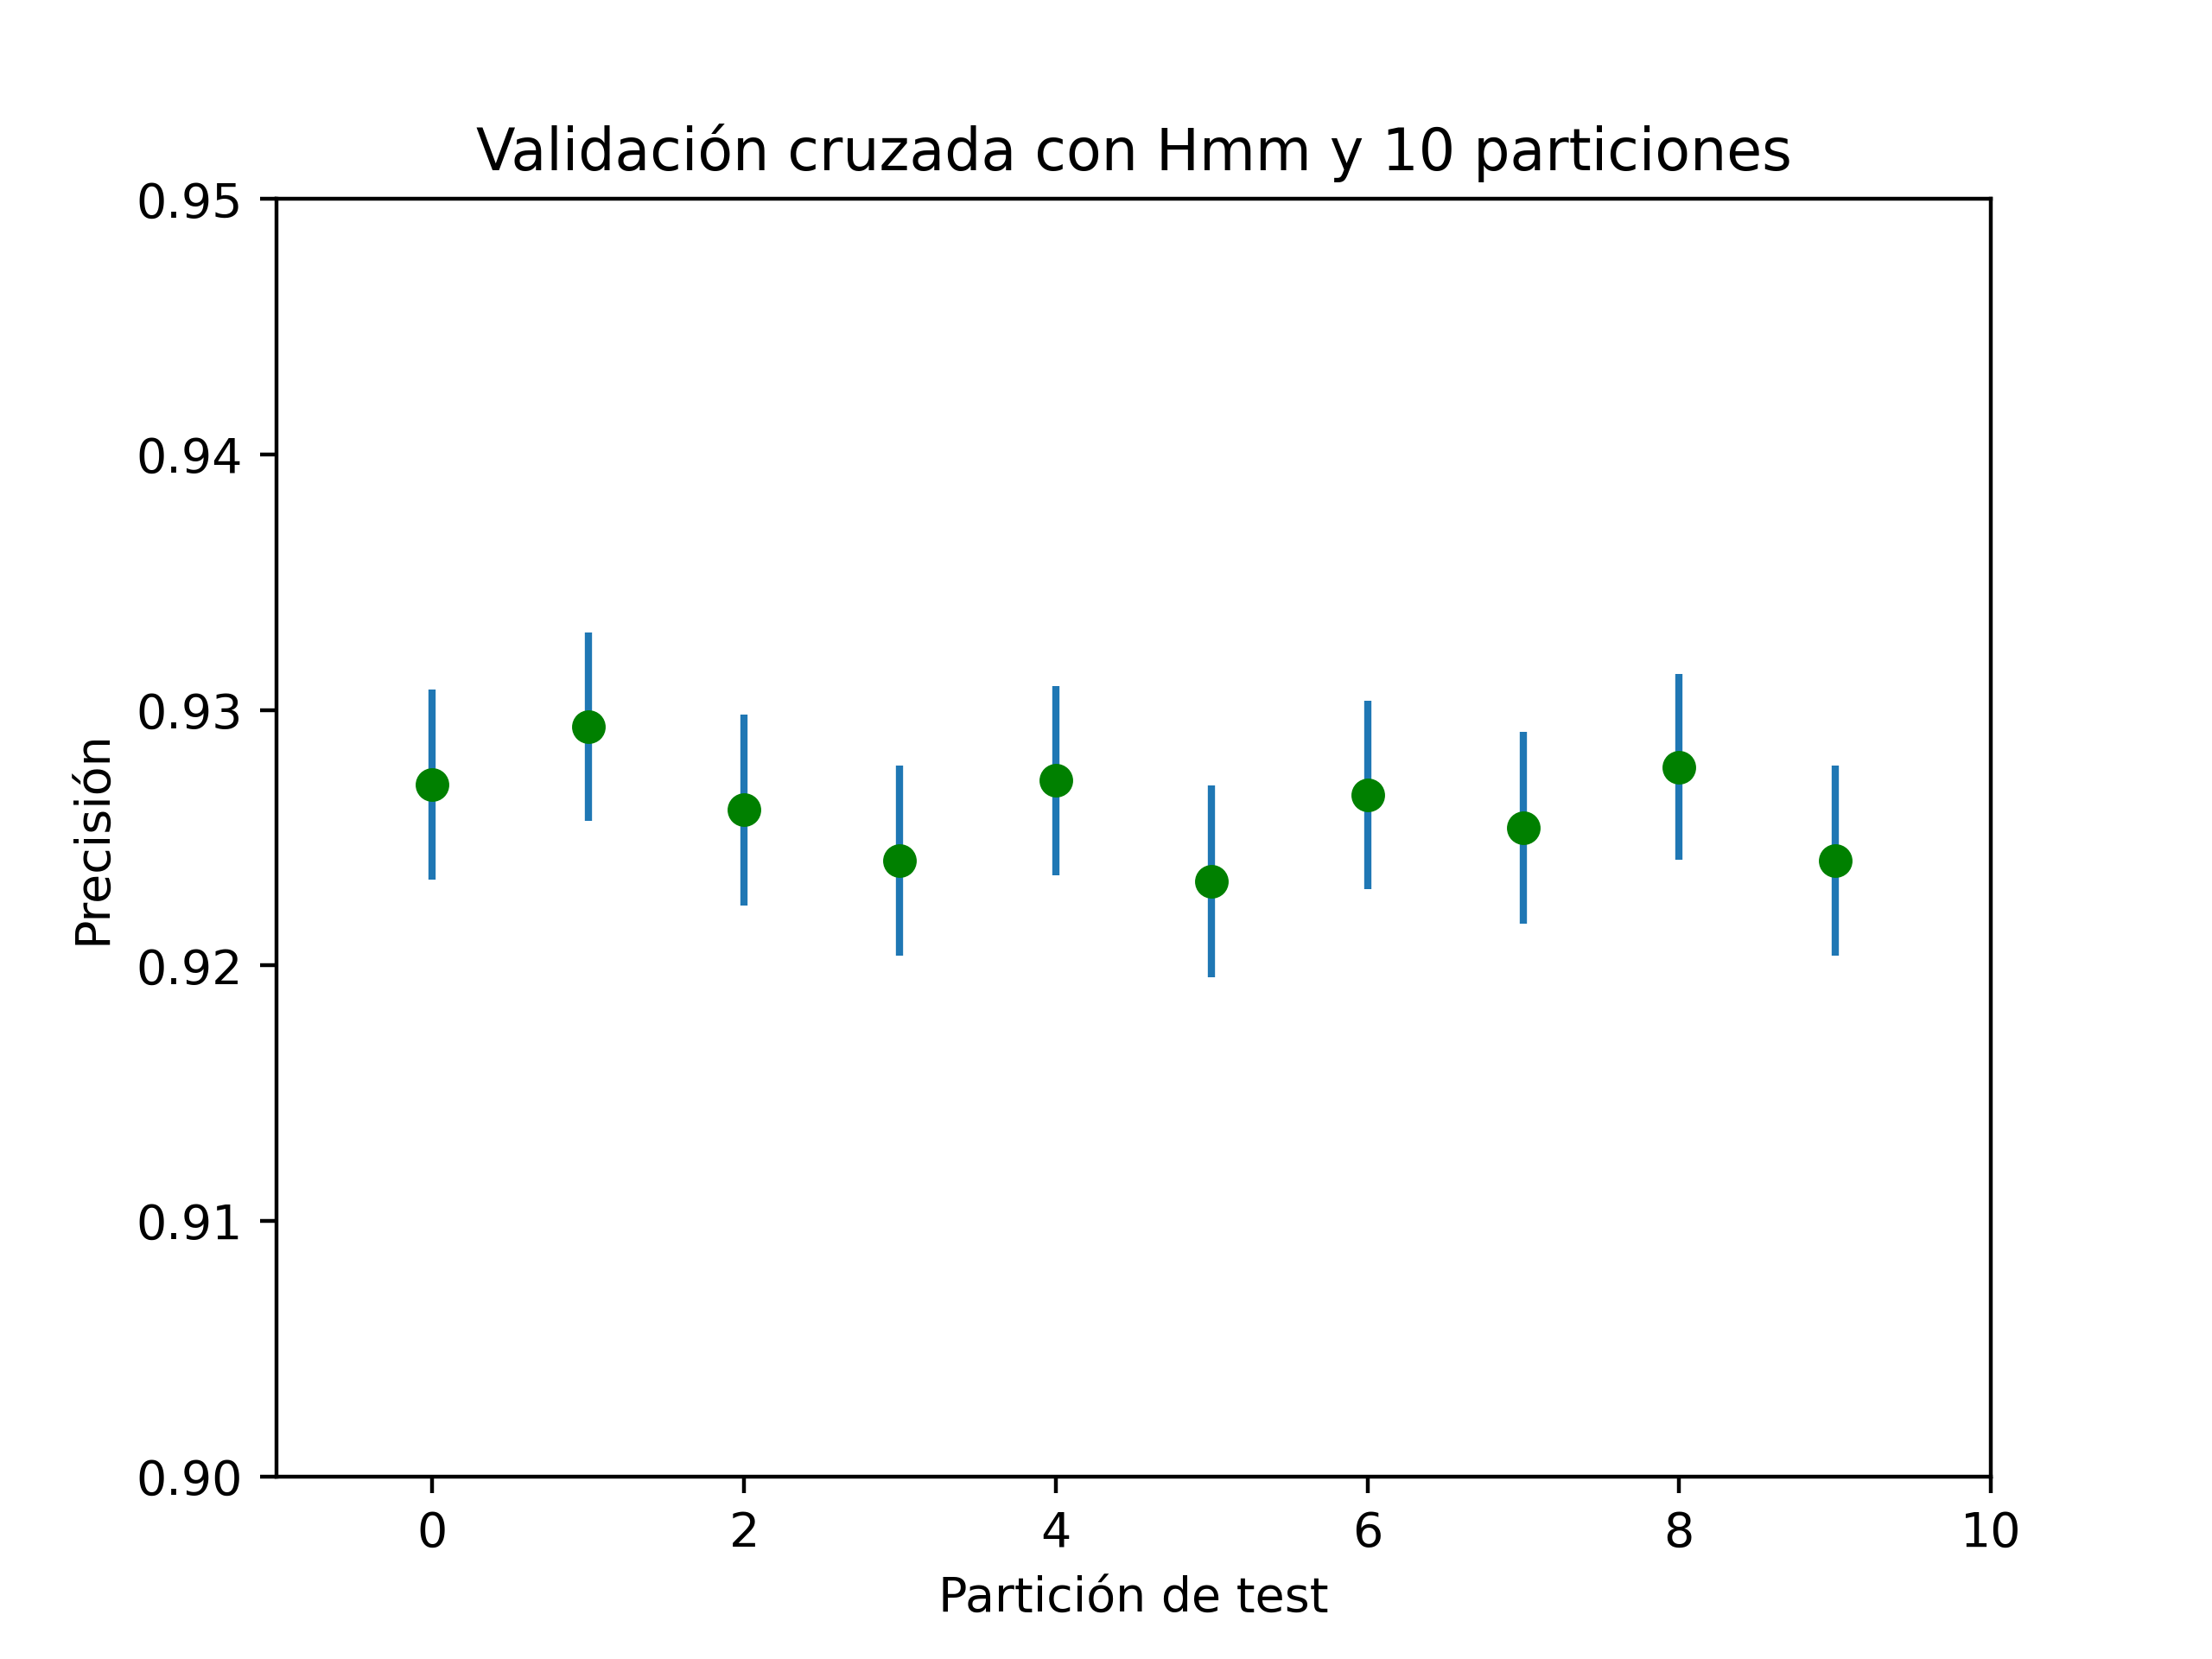 Validación cruzada con Hmm y 10 particiones
0.95
0.94
0.93
0.92
0.91
0.90
Precisión
0 2 4 6 8 10
Partición de test